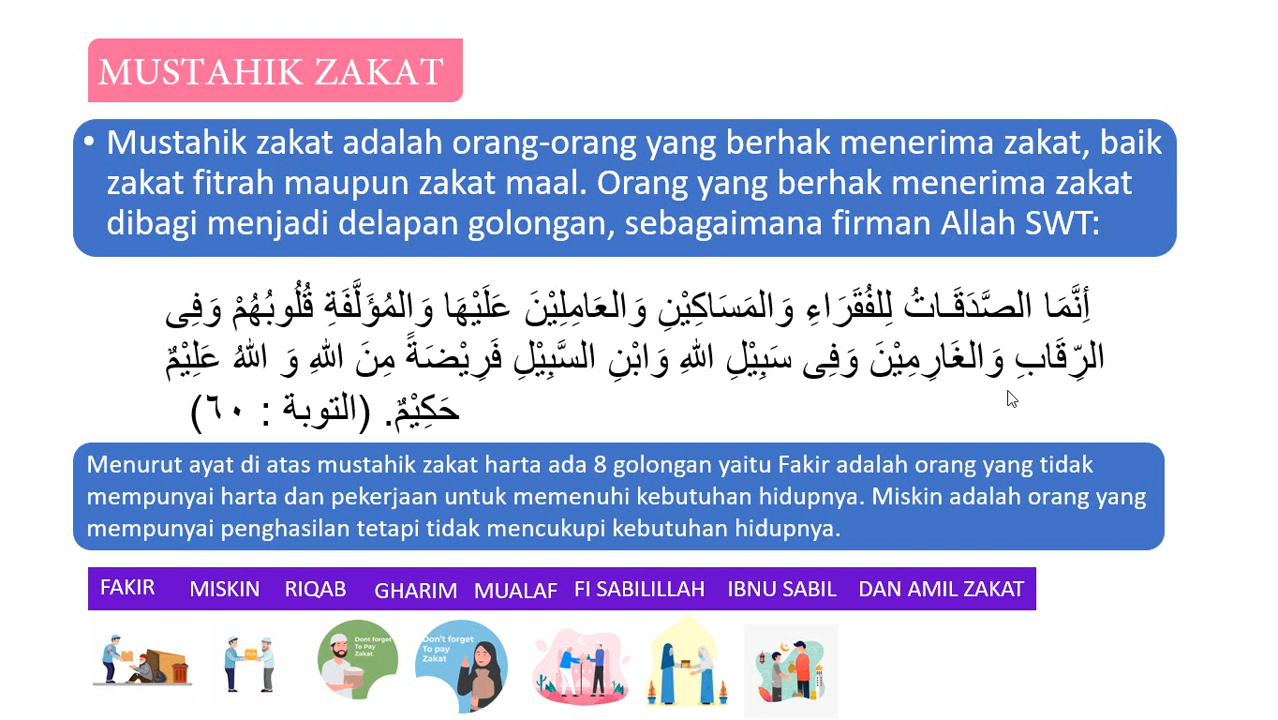 MUSTAHIK ZAKAT
• Mustahik zakat adalah orang-orang yang berhak menerima zakat, baik
zakat fitrah maupun zakat maal. Orang yang berhak menerima zakat
dibagi menjadi delapan golongan, sebagaimana firman Allah SWT:
أِنَّمَا الصَّدَقَـاتُ لِلفُقَرَاءِ وَالمَسَاكِيْنِ وَالعَامِلِيْنَ عَلَيْهَا وَالمُؤَلَّفَةِ قُلُوبُهُمْ وَفِى
الرِّقَابِ وَالغَارِمِيْنَ وَفِى سَبِيْلِ اللهِ وَابْنِ السَّبِيْلِ فَرِيْضَةً مِنَ اللهِ وَ اللهُ عَلِيْمٌ
حَكِيْمٌ. (التوبة : ٦٠)
Menurut ayat di atas mustahik zakat harta ada 8 golongan yaitu Fakir adalah orang yang tidak
mempunyai harta dan pekerjaan untuk memenuhi kebutuhan hidupnya. Miskin adalah orang yang
mempunyai penghasilan tetapi tidak mencukupi kebutuhan hidupnya.
FAKIR MISKIN RIQAB GHARIM MUALAF FI SABILILLAH IBNU SABIL DAN AMIL ZAKAT
Dont forget
To Pay
Zakat
Don't forget
To pay
Zakat